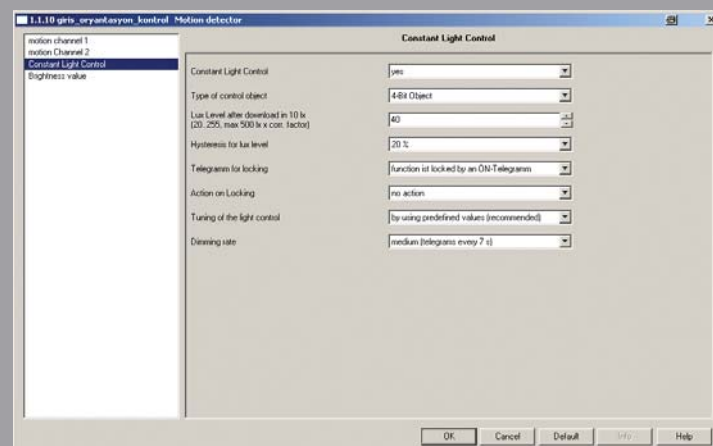 1.1.10 giris_oryantasyon_kontrol Motion detector
motion channel 1
motion Channel 2
Constant Light Control
Brightness value
Constant Light Control
Constant Light Control
yes
Type of control object
4-Bit Object
Lux Level after download in 10 lx
(20..255, max 500 lx x corr. factor)
40
Hysteresis for lux level
20 %
Telegramm for locking
function ist locked by an ON-Telegramm
Action on Locking
no action
Tuning of the light control
by using predefined values (recommended)
Dimming rate
medium (telegrams every 7 s)
OK
Cancel
Default
Info
Help